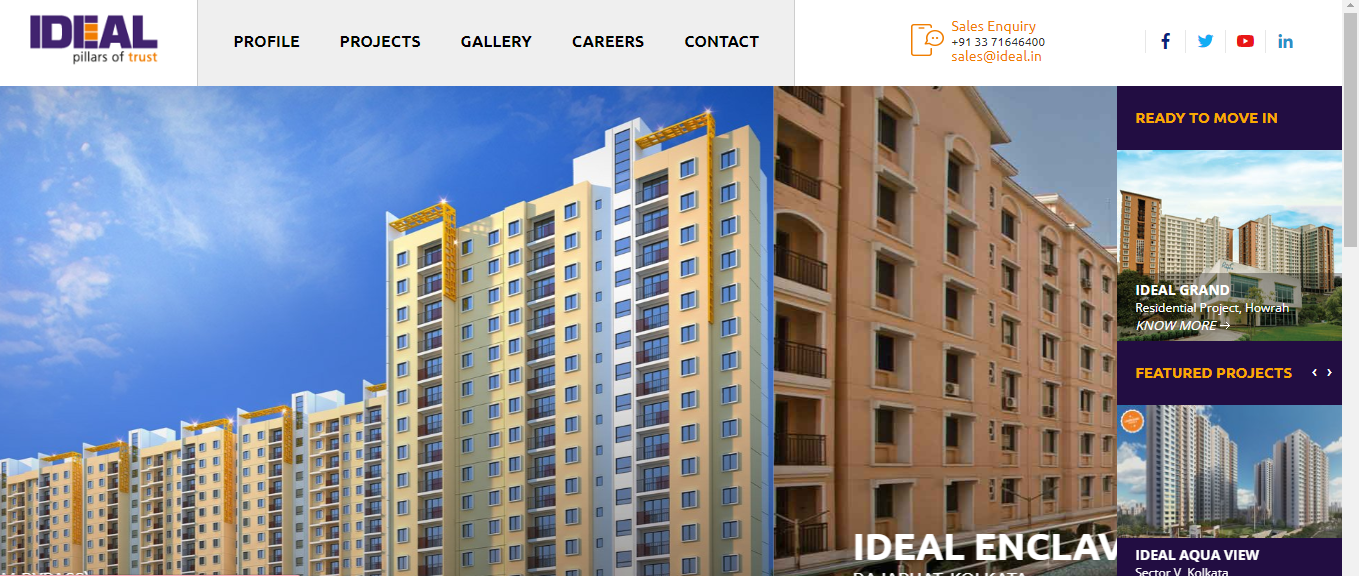 IDEAL
pillars of trust
PROFILE
PROJECTS
GALLERY
CAREERS
CONTACT
Sales Enquiry
+91 33 71646400
sales@ideal.in
READY TO MOVE IN
IDEAL GRAND
Residential Project, Howrah
KNOW MORE →
FEATURED PROJECTS
IDEAL ENCLAV
RAJARHAT, KOLKATA
IDEAL AQUA VIEW
Sector V, Kolkata